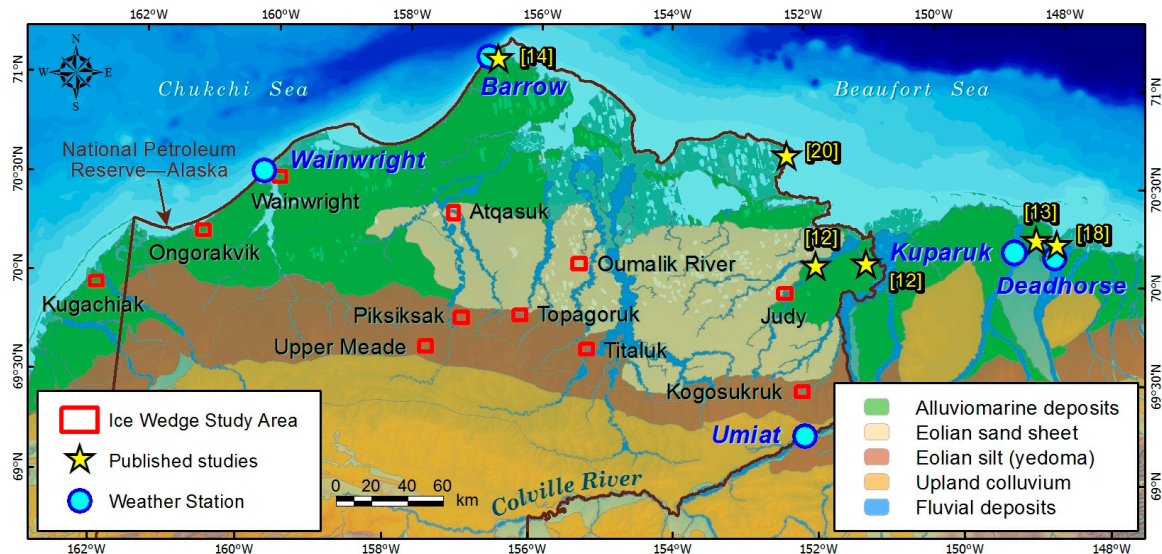 162°W 160°W 158°W 156°W 154°W 152°W 150°W 148°W
71°N
71°N
N
W E
S
Chukchi Sea
Beaufort Sea
[14]
Barrow
National Petroleum
Reserve—Alaska
Wainwright
Wainwright
[20]
70°30'N
70°30'N
Atqasuk
Ongorakvik
[13]
[18]
[12]
Kuparuk
Oumalik River
[12]
Deadhorse
70°N
70°N
Kugachiak
Piksiksak
Topagoruk
Judy
Upper Meade
Titaluk
69°30'N
69°30'N
Kogosukruk
Umiat
69°N
69°N
Colville River
Ice Wedge Study Area
Published studies
Weather Station
0 20 40 60
km
Alluviomarine deposits
Eolian sand sheet
Eolian silt (yedoma)
Upland colluvium
Fluvial deposits
162°W 160°W 158°W 156°W 154°W 152°W 150°W 148°W